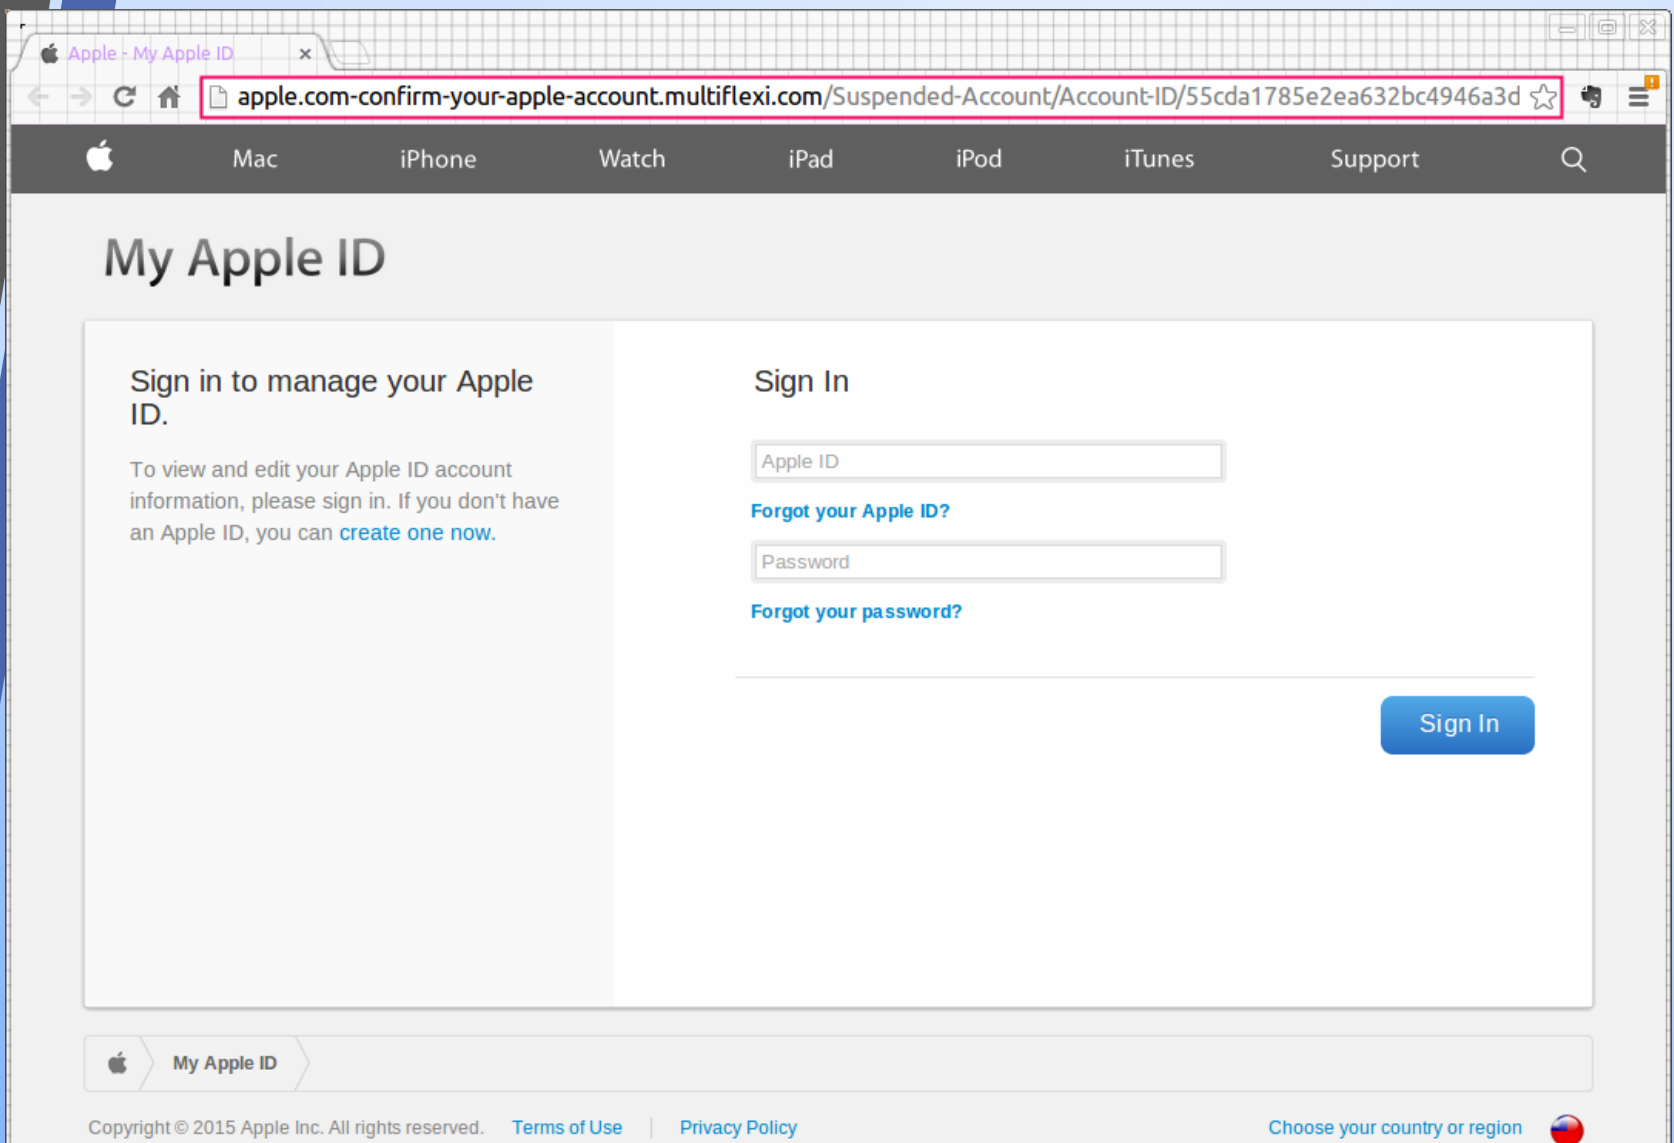 Apple - My Apple ID
apple.com-confirm-your-apple-account.multiflexi.com/Suspended-Account/Account-ID/55cda1785e2ea632bc4946a3d
Mac iPhone Watch iPad iPod iTunes Support
My Apple ID
Sign in to manage your Apple
ID.
To view and edit your Apple ID account
information, please sign in. If you don't have
an Apple ID, you can create one now.
Sign In
Apple ID
Forgot your Apple ID?
Password
Forgot your password?
Sign In
My Apple ID
Copyright © 2015 Apple Inc. All rights reserved. Terms of Use Privacy Policy Choose your country or region